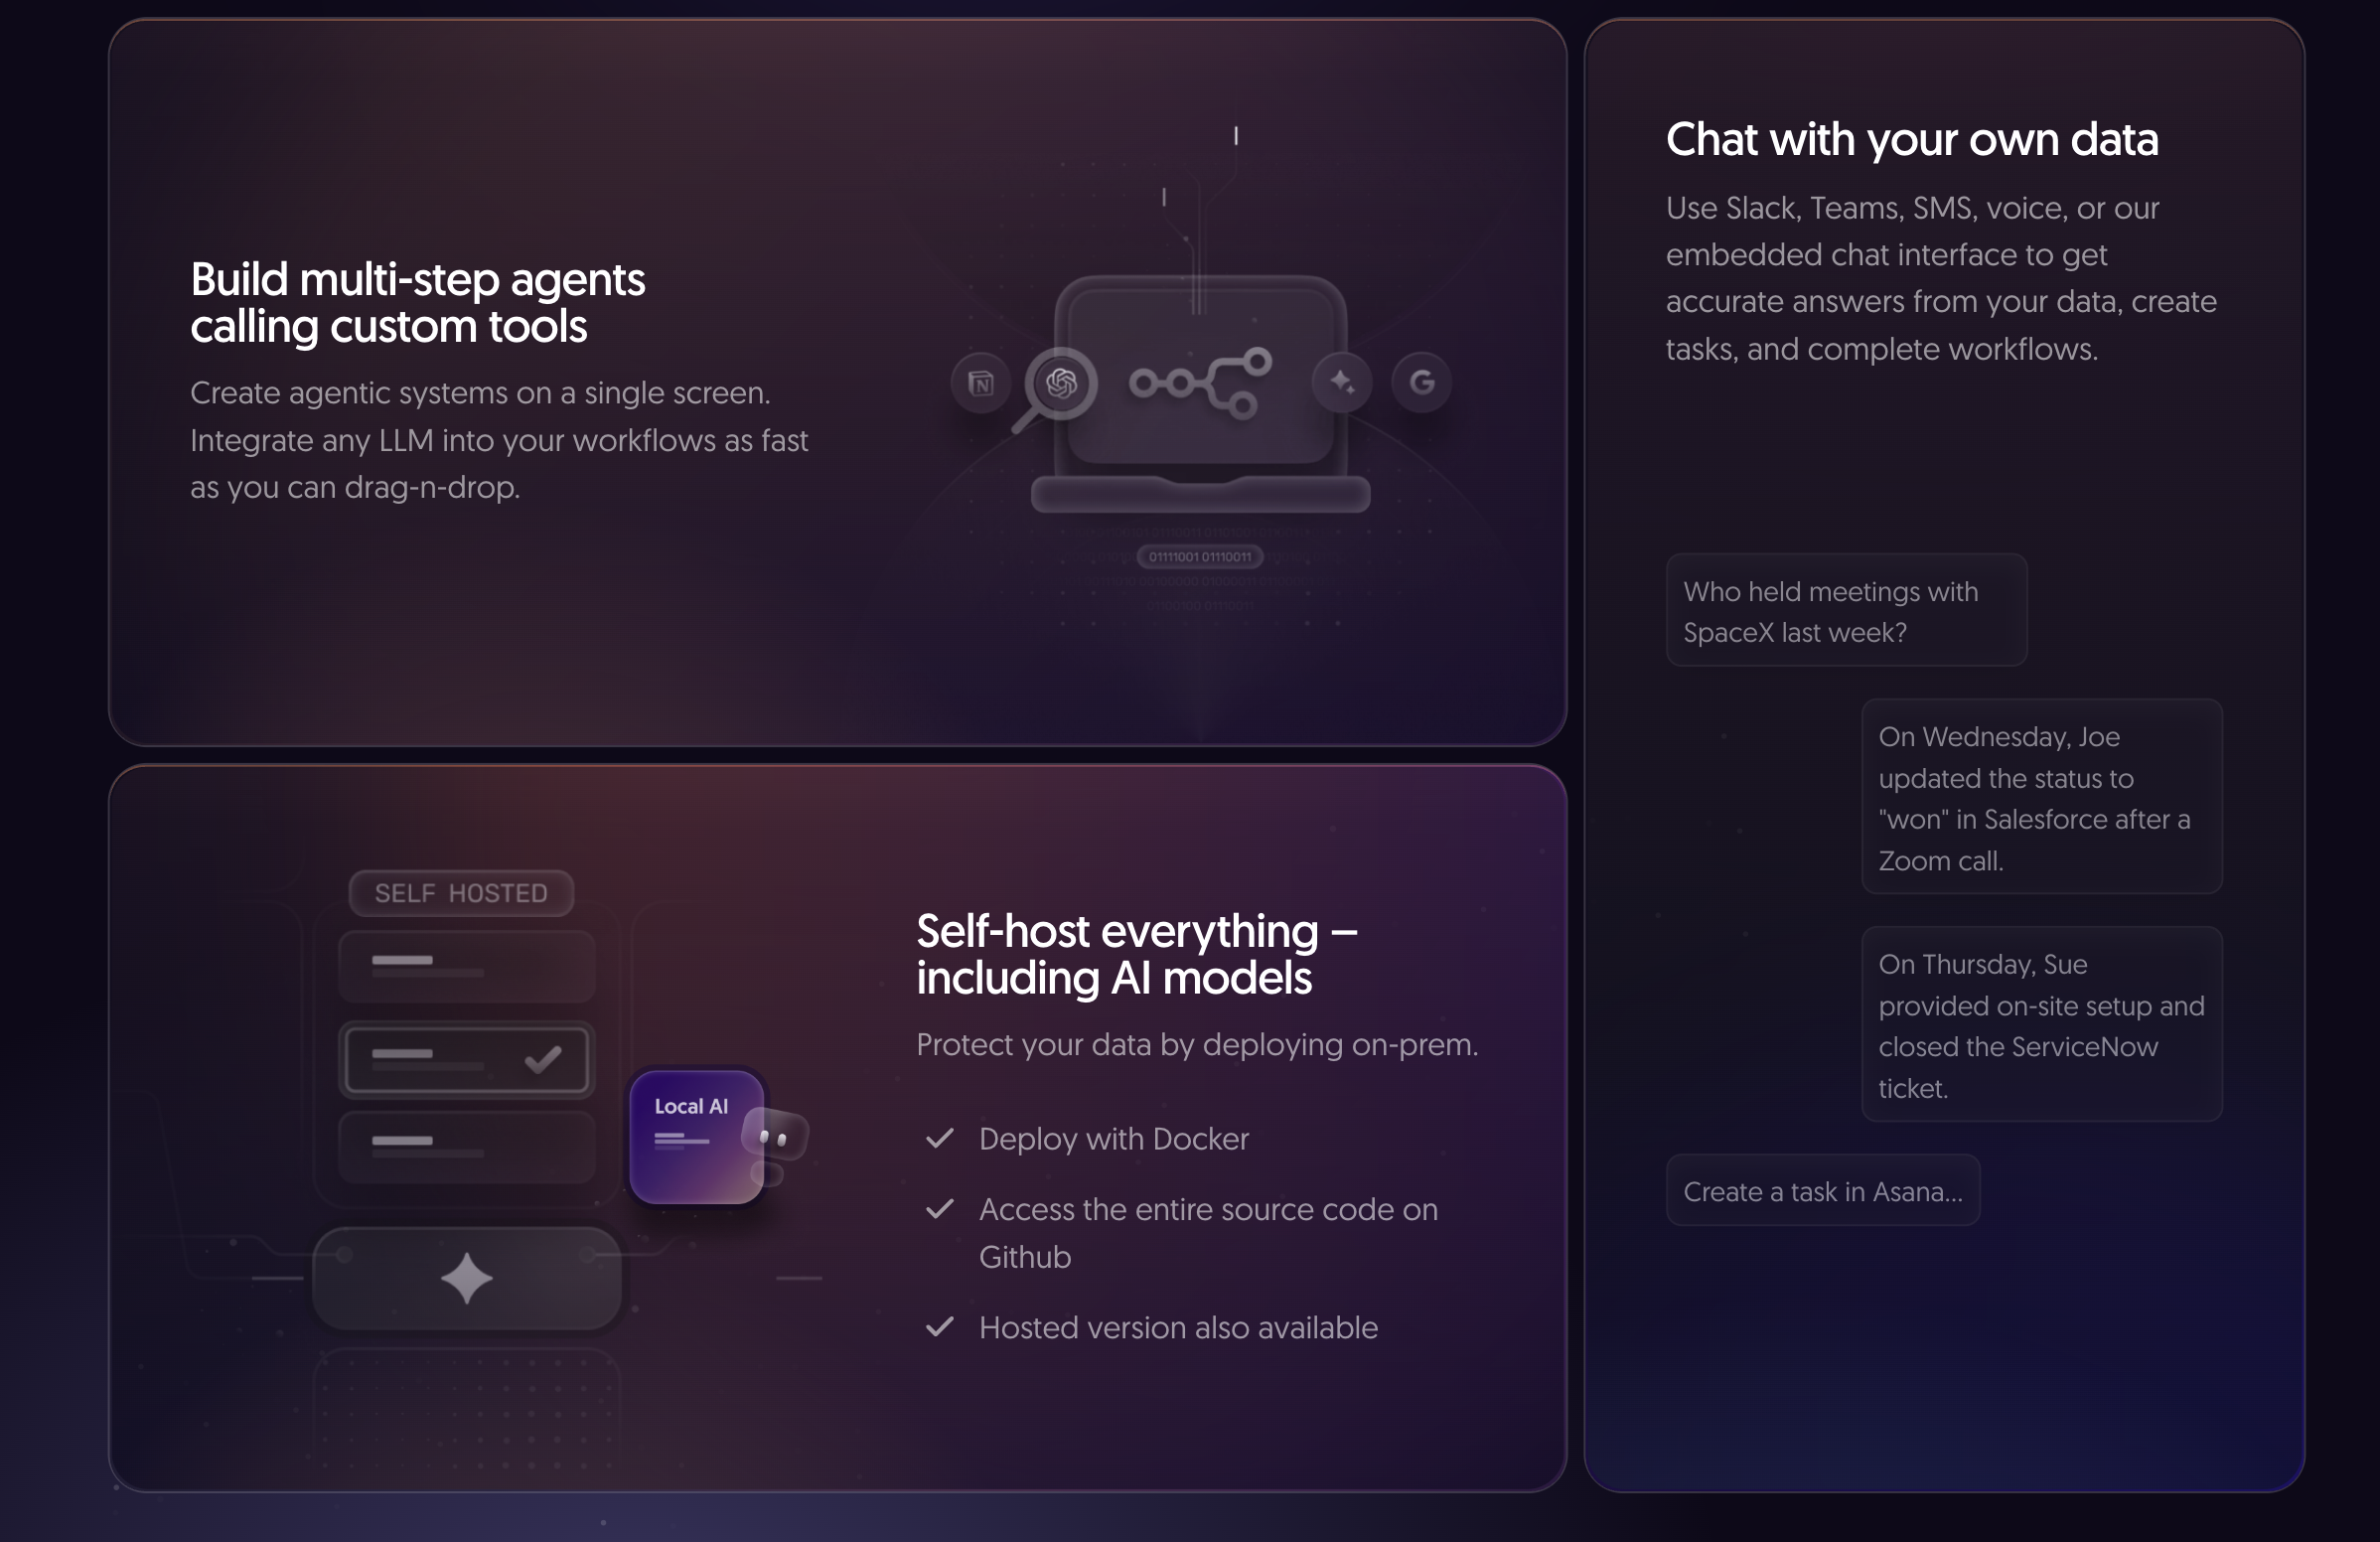 Build multi-step agents
calling custom tools
Create agentic systems on a single screen.
Integrate any LLM into your workflows as fast
as you can drag-n-drop.
N
G
01111001 01110011
SELF HOSTED
Local AI
Self-host everything –
including AI models
Protect your data by deploying on-prem.
Deploy with Docker
Access the entire source code on
Github
Hosted version also available
Chat with your own data
Use Slack, Teams, SMS, voice, or our
embedded chat interface to get
accurate answers from your data, create
tasks, and complete workflows.
Who held meetings with
SpaceX last week?
On Wednesday, Joe
updated the status to
"won" in Salesforce after a
Zoom call.
On Thursday, Sue
provided on-site setup and
closed the ServiceNow
ticket.
Create a task in Asana...